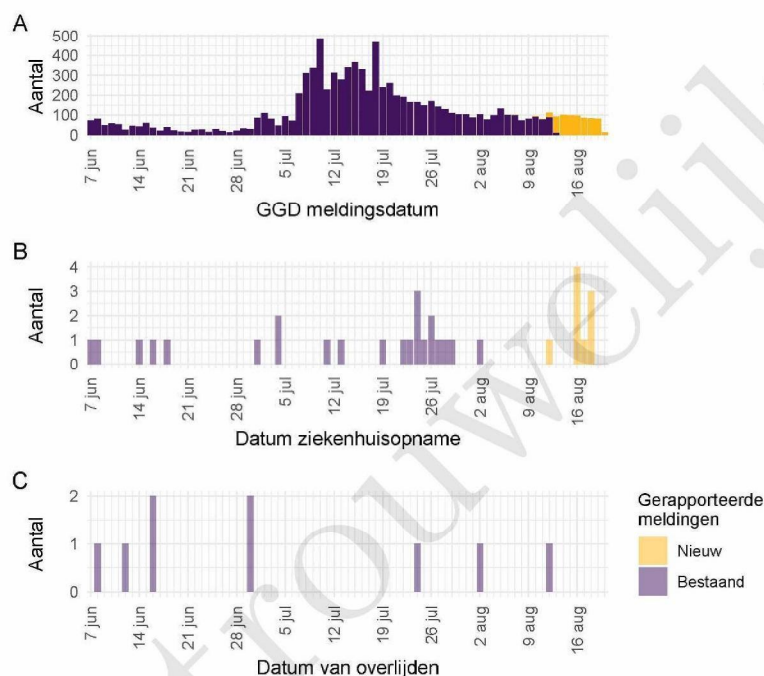 A
500
400
300
200
100
0
Aantal
7 jun
14 jun
21 jun
28 jun
5 jul
12 jul
19 jul
26 jul
2 aug
9 aug
16 aug
GGD meldingsdatum
B
4
3
2
1
0
Aantal
7 jun
14 jun
21 jun
28 jun
5 jul
12 jul
19 jul
26 jul
2 aug
9 aug
16 aug
Datum ziekenhuisopname
C
2
1
0
Aantal
7 jun
14 jun
21 jun
28 jun
5 jul
12 jul
19 jul
26 jul
2 aug
9 aug
16 aug
Datum van overlijden
Gerapporteerde
meldingen
Nieuw
Bestaand
trouwelij